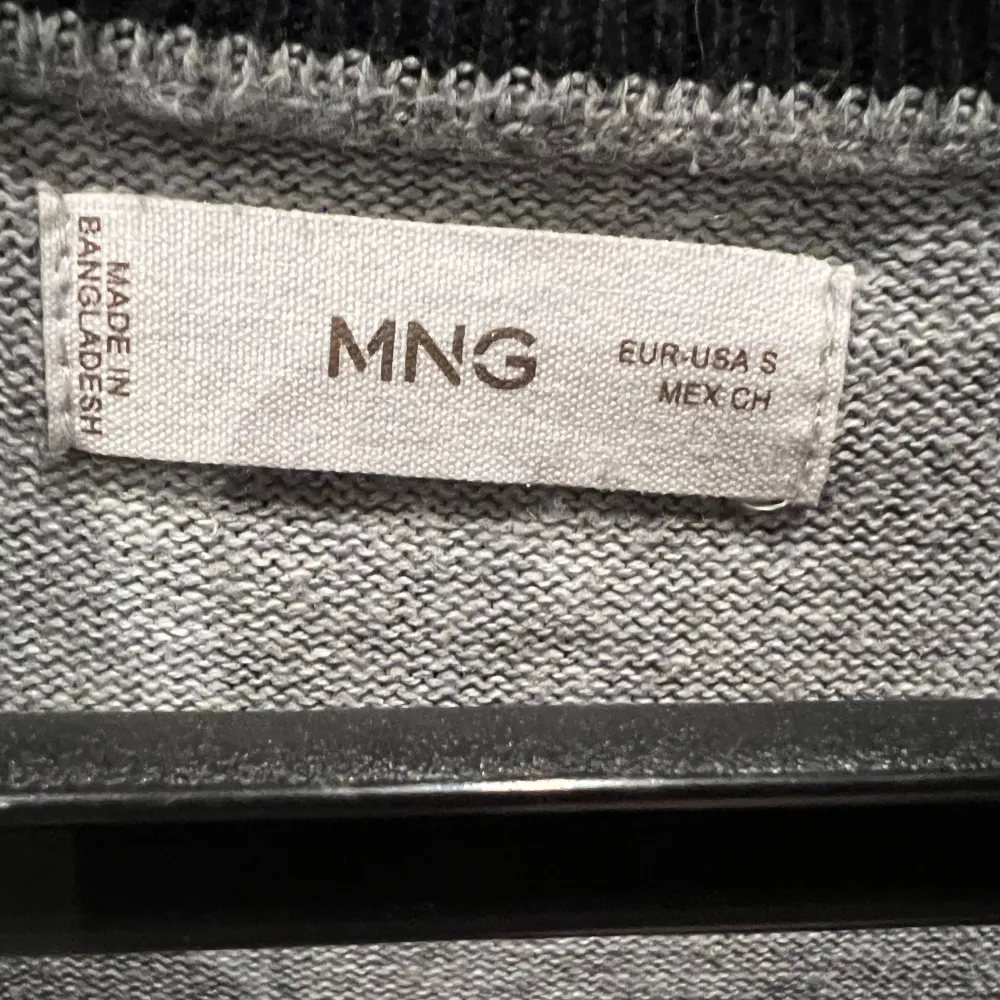 MADE IN
BANGLADESH
MNG
EUR-USA S
MEX CH